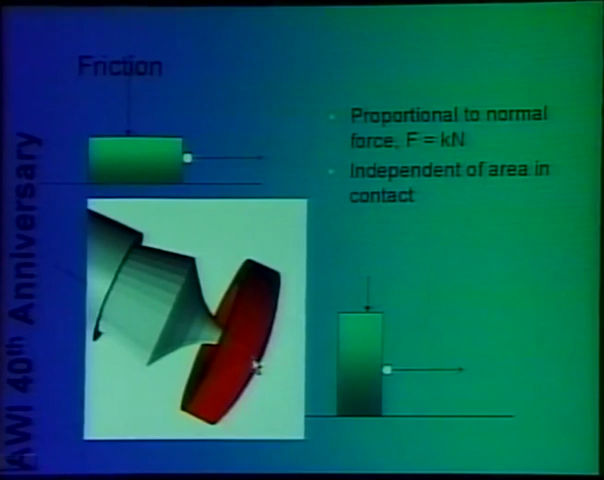 Friction
Proportional to normal
force, F = kN
Independent of area in
contact
AWI 40th Anniversary